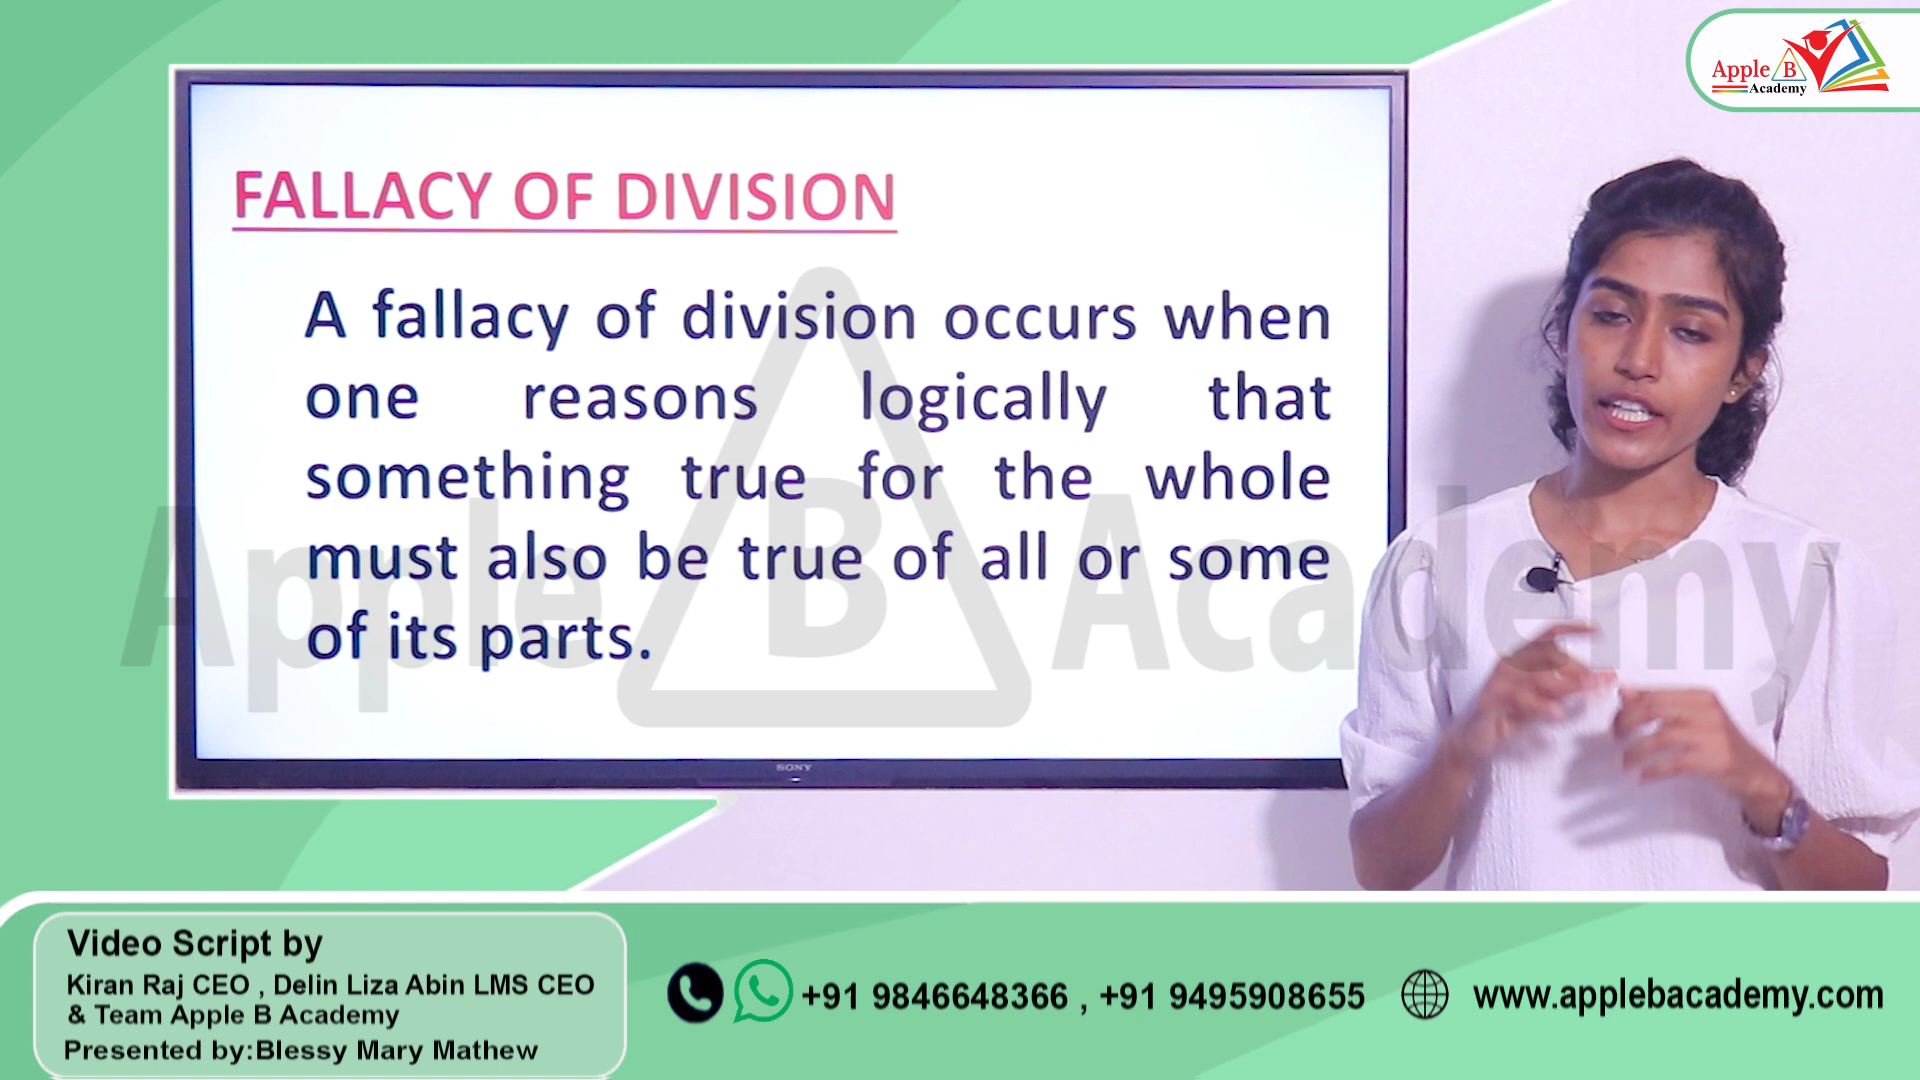 Apple B
Academy
FALLACY OF DIVISION
A fallacy of division occurs when
one reasons logically that
something true for the whole
must also be true of all or some
of its parts.
Apple B Academy
SONY
Video Script by
Kiran Raj CEO , Delin Liza Abin LMS CEO
& Team Apple B Academy
Presented by:Blessy Mary Mathew
+91 9846648366 , +91 9495908655
www.applebacademy.com